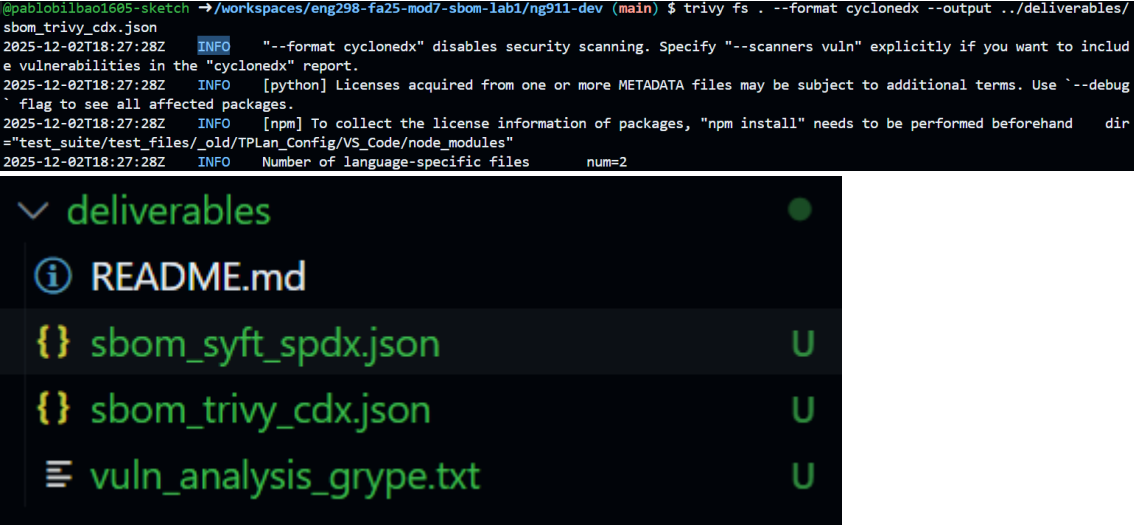 @pablobilbao1605-sketch ➜/workspaces/eng298-fa25-mod7-sbom-lab1/ng911-dev (main) $ trivy fs . --format cyclonedx --output ../deliverables/
sbom_trivy_cdx.json
2025-12-02T18:27:28Z    INFO    "--format cyclonedx" disables security scanning. Specify "--scanners vuln" explicitly if you want to includ
e vulnerabilities in the "cyclonedx" report.
2025-12-02T18:27:28Z    INFO    [python] Licenses acquired from one or more METADATA files may be subject to additional terms. Use `--debug
` flag to see all affected packages.
2025-12-02T18:27:28Z    INFO    [npm] To collect the license information of packages, "npm install" needs to be performed beforehand    dir
="test_suite/test_files/_old/TPLan_Config/VS_Code/node_modules"
2025-12-02T18:27:28Z    INFO    Number of language-specific files       num=2
deliverables
README.md
{} sbom_syft_spdx.json U
{} sbom_trivy_cdx.json U
vuln_analysis_grype.txt U